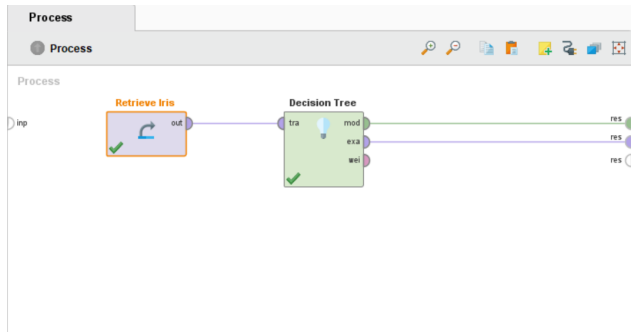 Process
Process
Process
Retrieve Iris
Decision Tree
inp
out
tra
mod
exa
wei
res
res
res